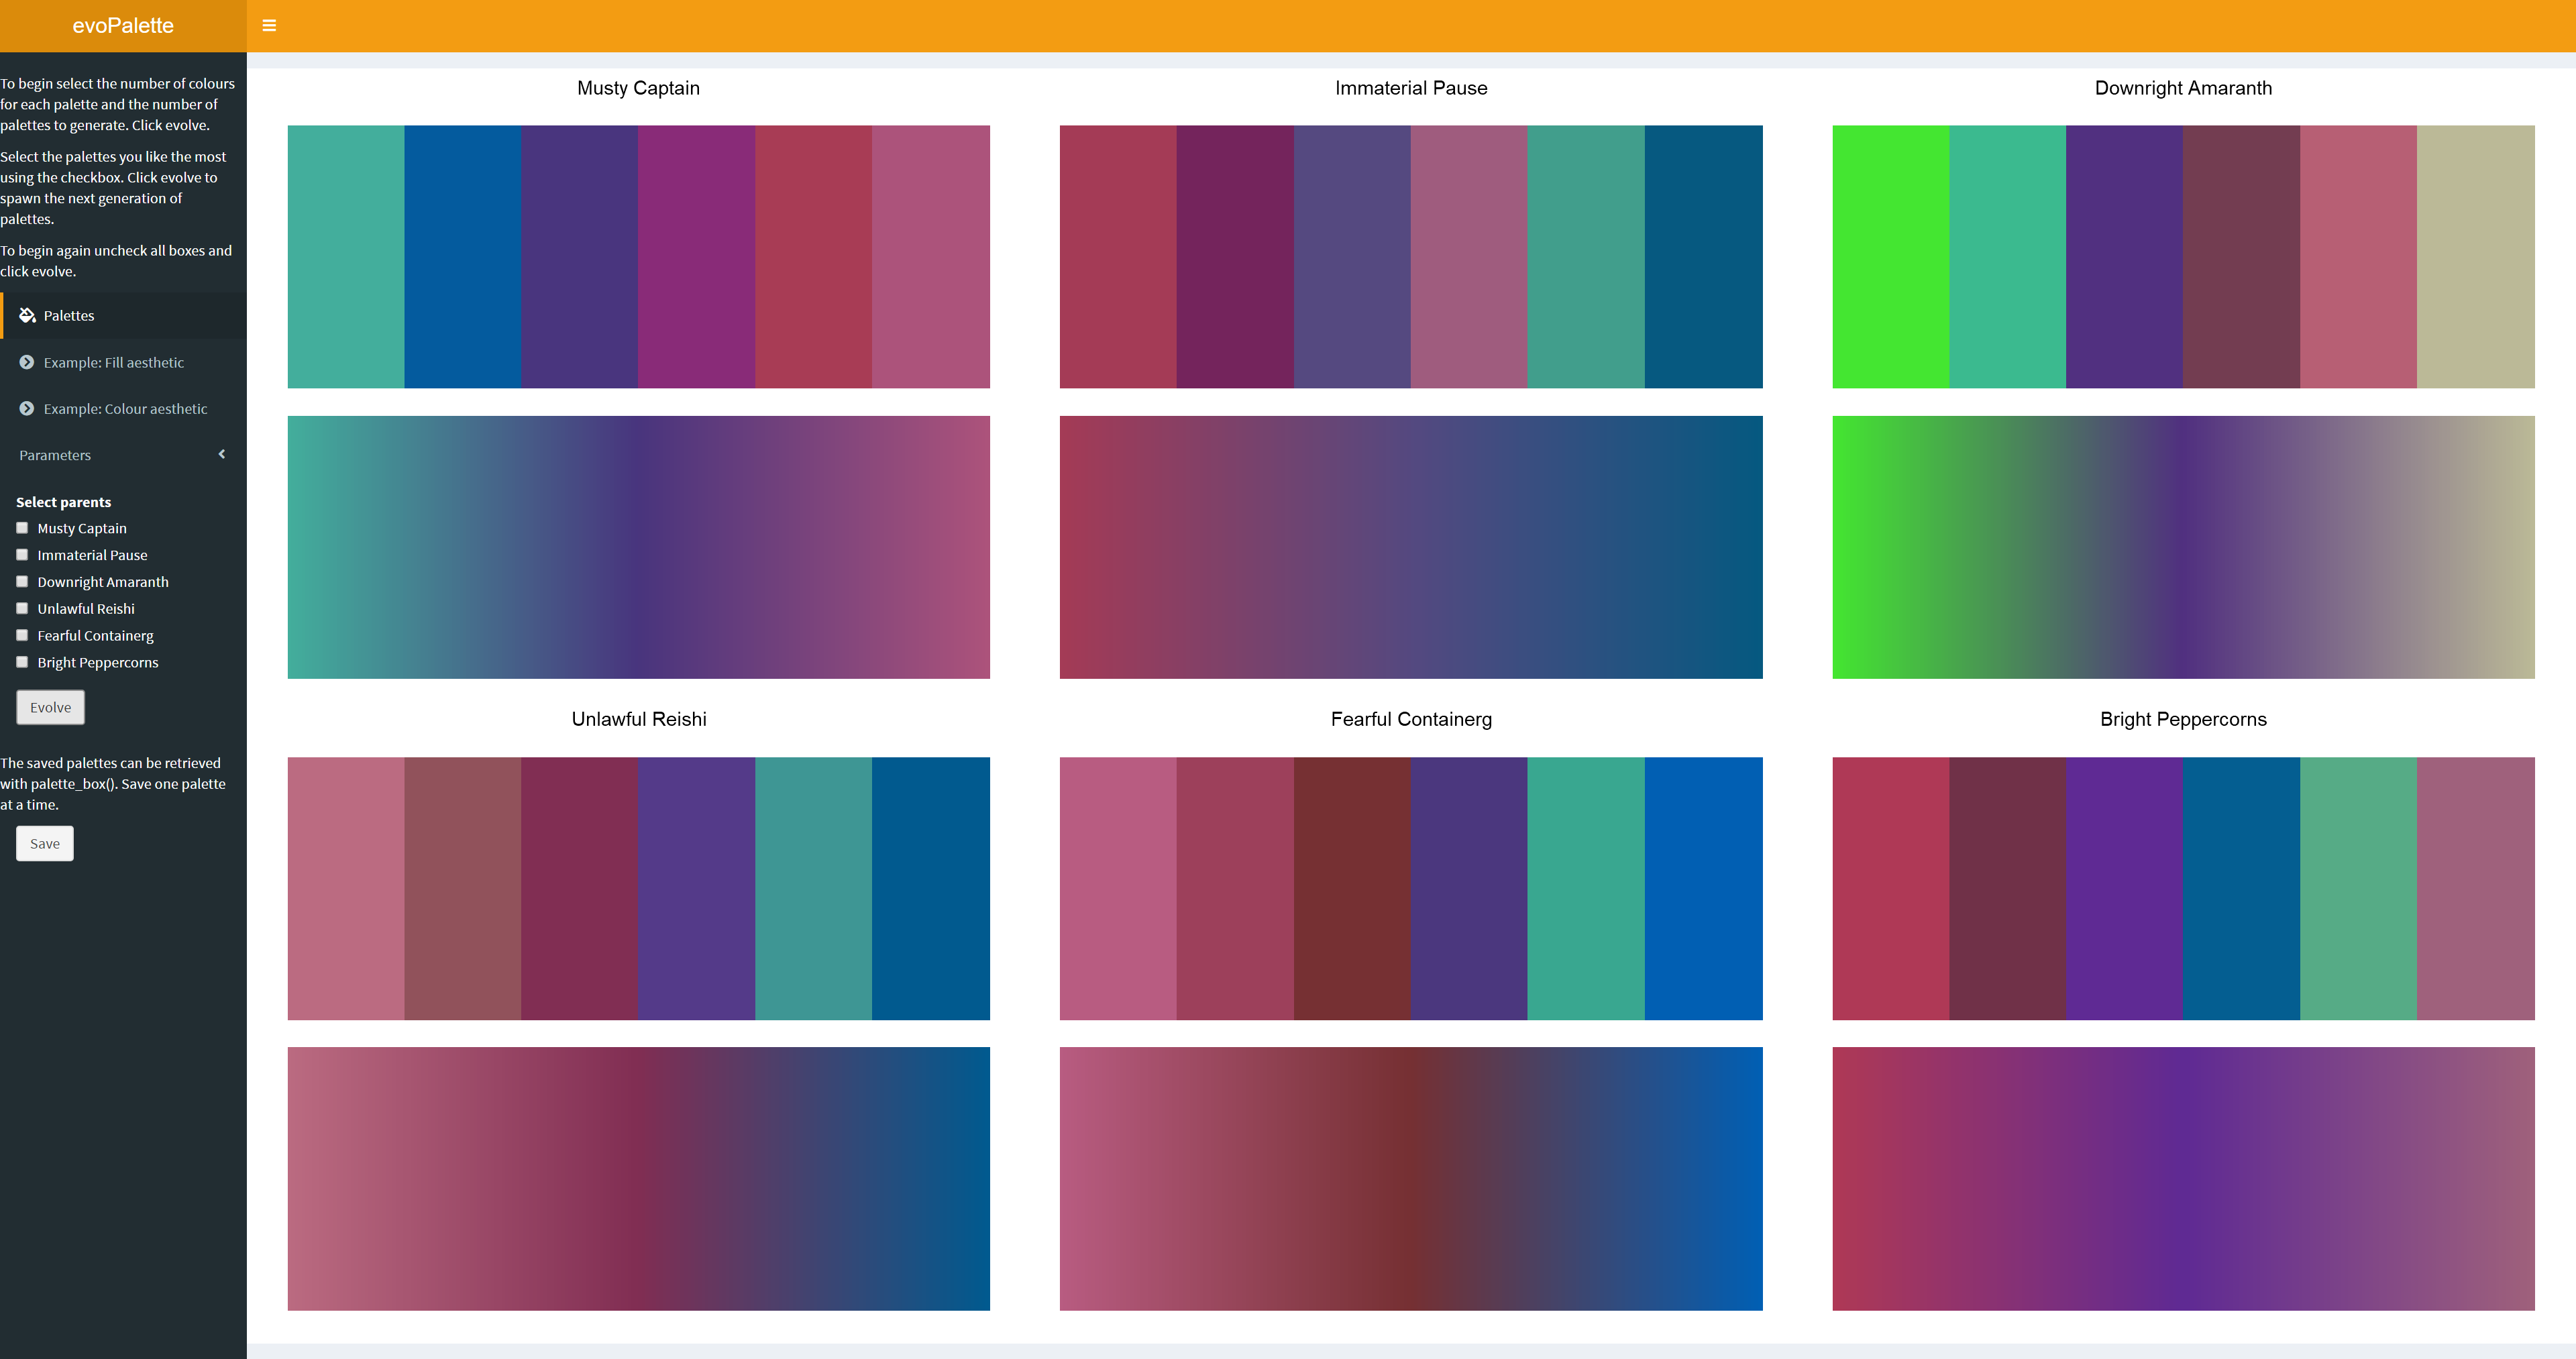 evoPalette
To begin select the number of colours
for each palette and the number of
palettes to generate. Click evolve.
Select the palettes you like the most
using the checkbox. Click evolve to
spawn the next generation of
palettes.
To begin again uncheck all boxes and
click evolve.
Palettes
Example: Fill aesthetic
Example: Colour aesthetic
Parameters
Select parents
Musty Captain
Immaterial Pause
Downright Amaranth
Unlawful Reishi
Fearful Containerg
Bright Peppercorns
Evolve
The saved palettes can be retrieved
with palette_box(). Save one palette
at a time.
Save
Musty Captain
Immaterial Pause
Downright Amaranth
Unlawful Reishi
Fearful Containerg
Bright Peppercorns